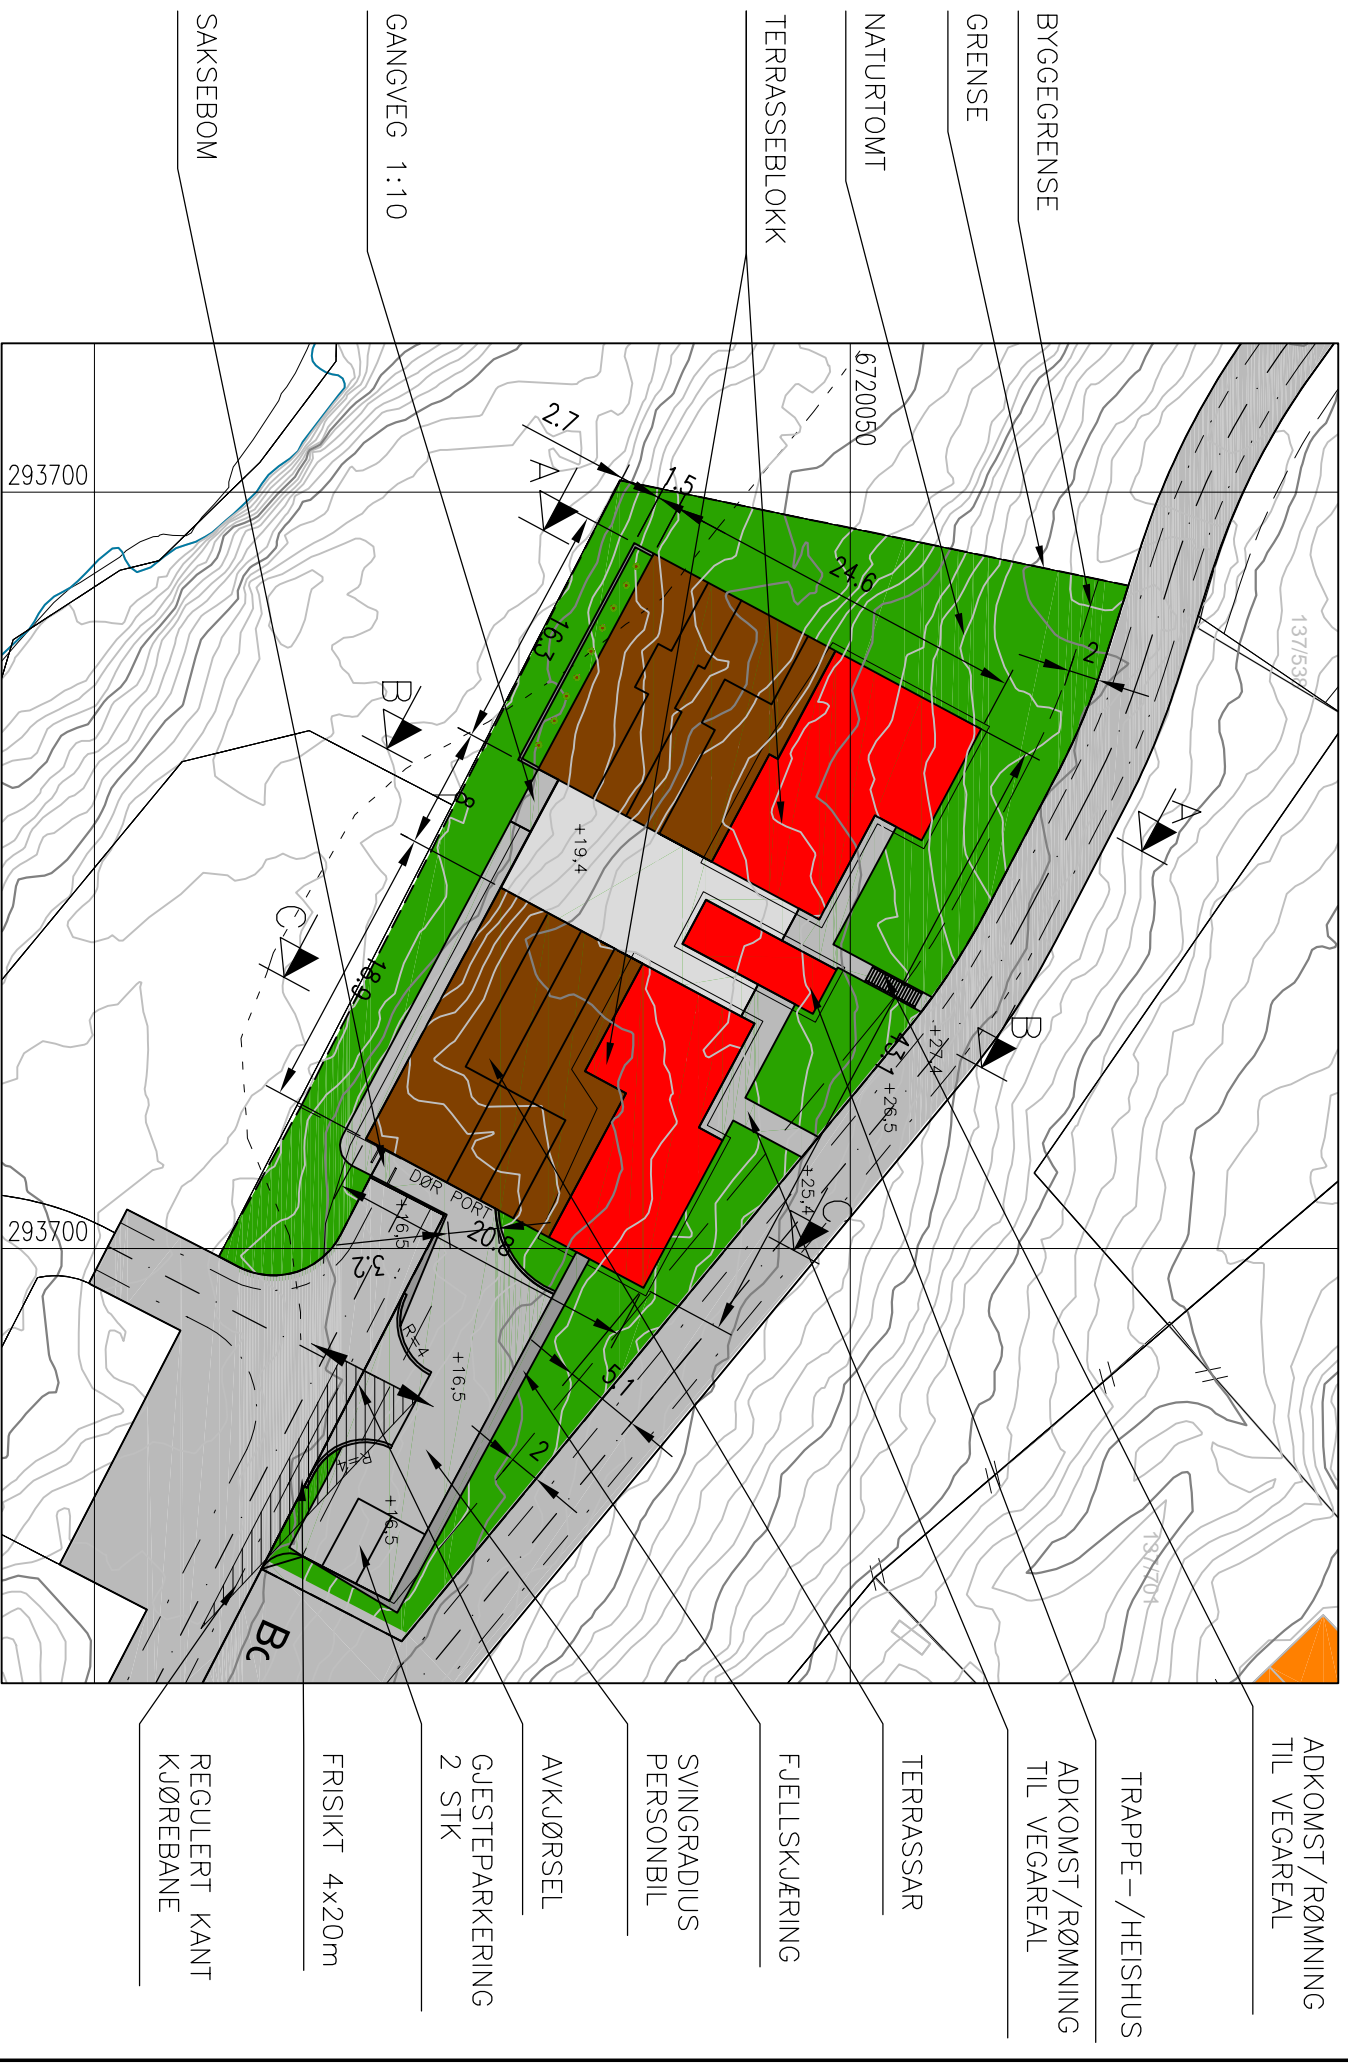 BYGGEGRENSE
GRENSE
NATURTOMT
TERRASSEBLOKK
GANGVEG 1:10
SAKSEBOM
6720050
293700
293700
137/701
2.7
1.5
24.6
2
16.3
8
18.9
43.1
20.8
3.2
5.1
2
A
A
B
B
C
C
+19,4
+27,4
+26,5
+25,4
+16,5
+16,5
+16,5
DØR PORT
R=4
R=4
Bc
ADKOMST/RØMNING
TIL VEGAREAL
TRAPPE-/HEISHUS
ADKOMST/RØMNING
TIL VEGAREAL
TERRASSAR
FJELLSKJÆRING
SVINGRADIUS
PERSONBIL
AVKJØRSEL
GJESTEPARKERING
2 STK
FRISIKT 4x20m
REGULERT KANT
KJØREBANE